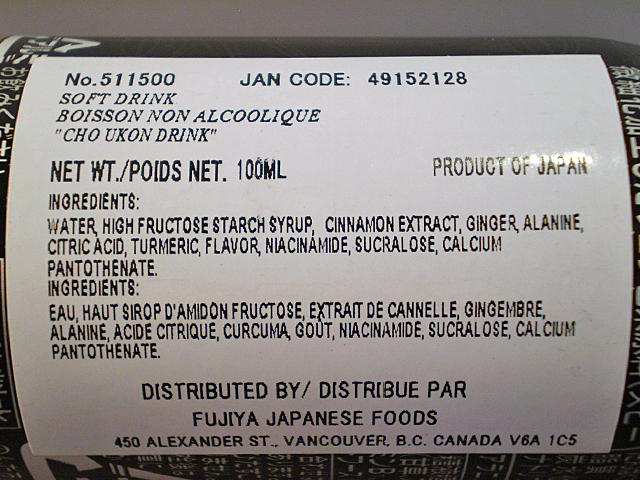 No.511500 JAN CODE: 49152128
SOFT DRINK
BOISSON NON ALCOOLIQUE
"CHO UKON DRINK"
NET WT./POIDS NET. 100ML PRODUCT OF JAPAN
INGREDIENTS:
WATER, HIGH FRUCTOSE STARCH SYRUP, CINNAMON EXTRACT, GINGER, ALANINE,
CITRIC ACID, TURMERIC, FLAVOR, NIACINAMIDE, SUCRALOSE, CALCIUM
PANTOTHENATE.
INGREDIENTS:
EAU, HAUT SIROP D'AMIDON FRUCTOSE, EXTRAIT DE CANNELLE, GINGEMBRE,
ALANINE, ACIDE CITRIQUE, CURCUMA, GOÛT, NIACINAMIDE, SUCRALOSE, CALCIUM
PANTOTHENATE.
DISTRIBUTED BY/ DISTRIBUE PAR
FUJIYA JAPANESE FOODS
450 ALEXANDER ST., VANCOUVER, B.C. CANADA V6A 1C5